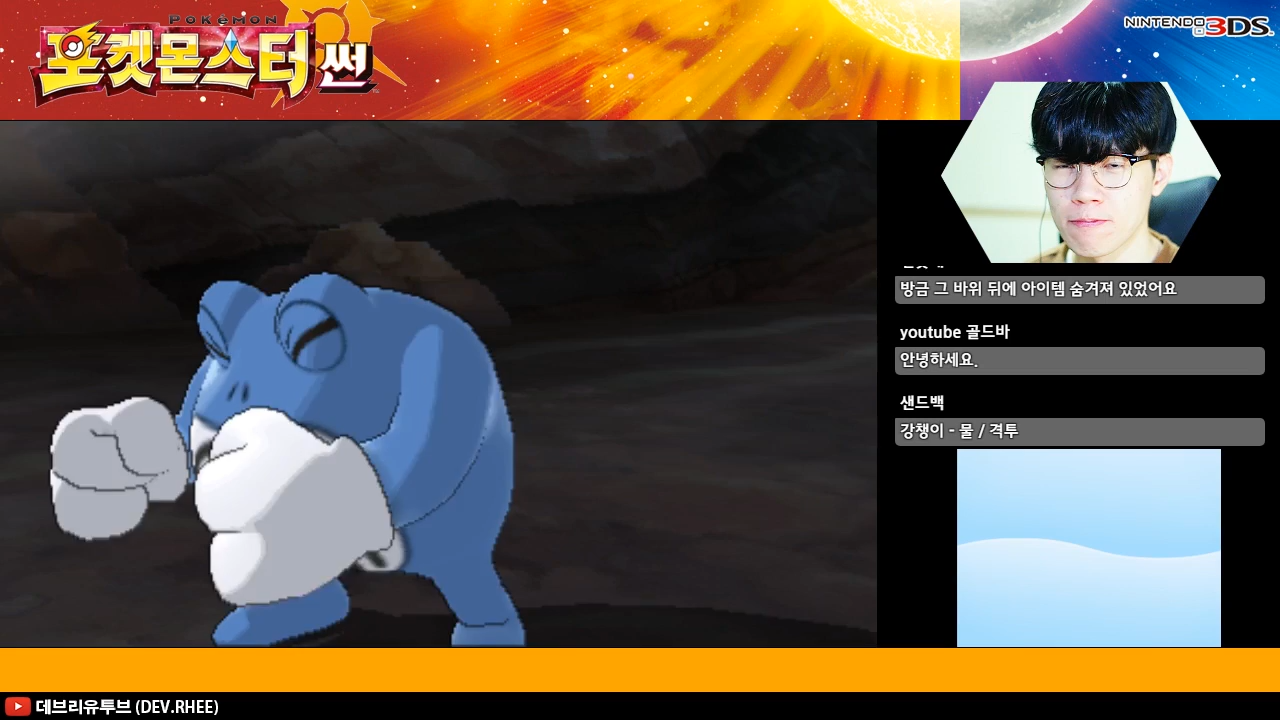 POKéMON
포켓몬스터 썬
NINTENDO 3DS
방금 그 바위 뒤에 아이템 숨겨져 있었어요
youtube 골드바
안녕하세요.
샌드백
강챙이 - 물 / 격투
데브리유투브 (DEV.RHEE)